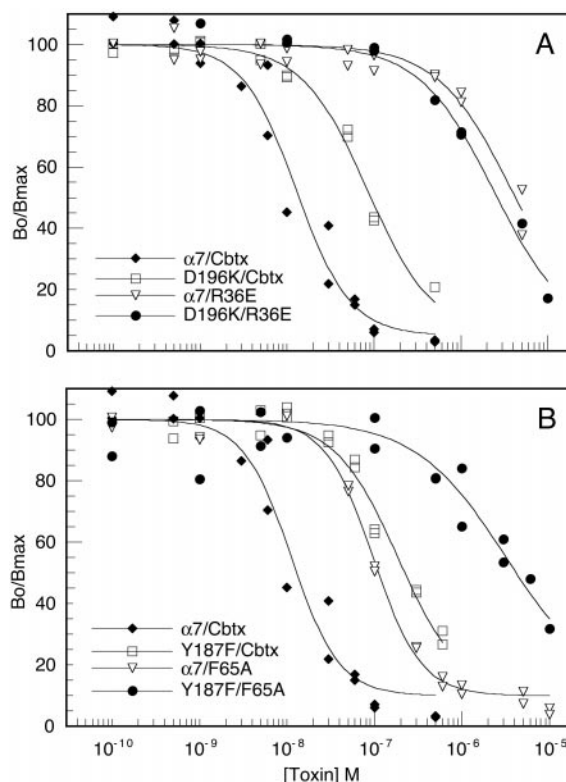 A
Bo/Bmax
100
80
60
40
20
0
α7/Cbtx
D196K/Cbtx
α7/R36E
D196K/R36E
B
Bo/Bmax
100
80
60
40
20
0
α7/Cbtx
Y187F/Cbtx
α7/F65A
Y187F/F65A
10⁻¹⁰ 10⁻⁹ 10⁻⁸ 10⁻⁷ 10⁻⁶ 10⁻⁵
[Toxin] M